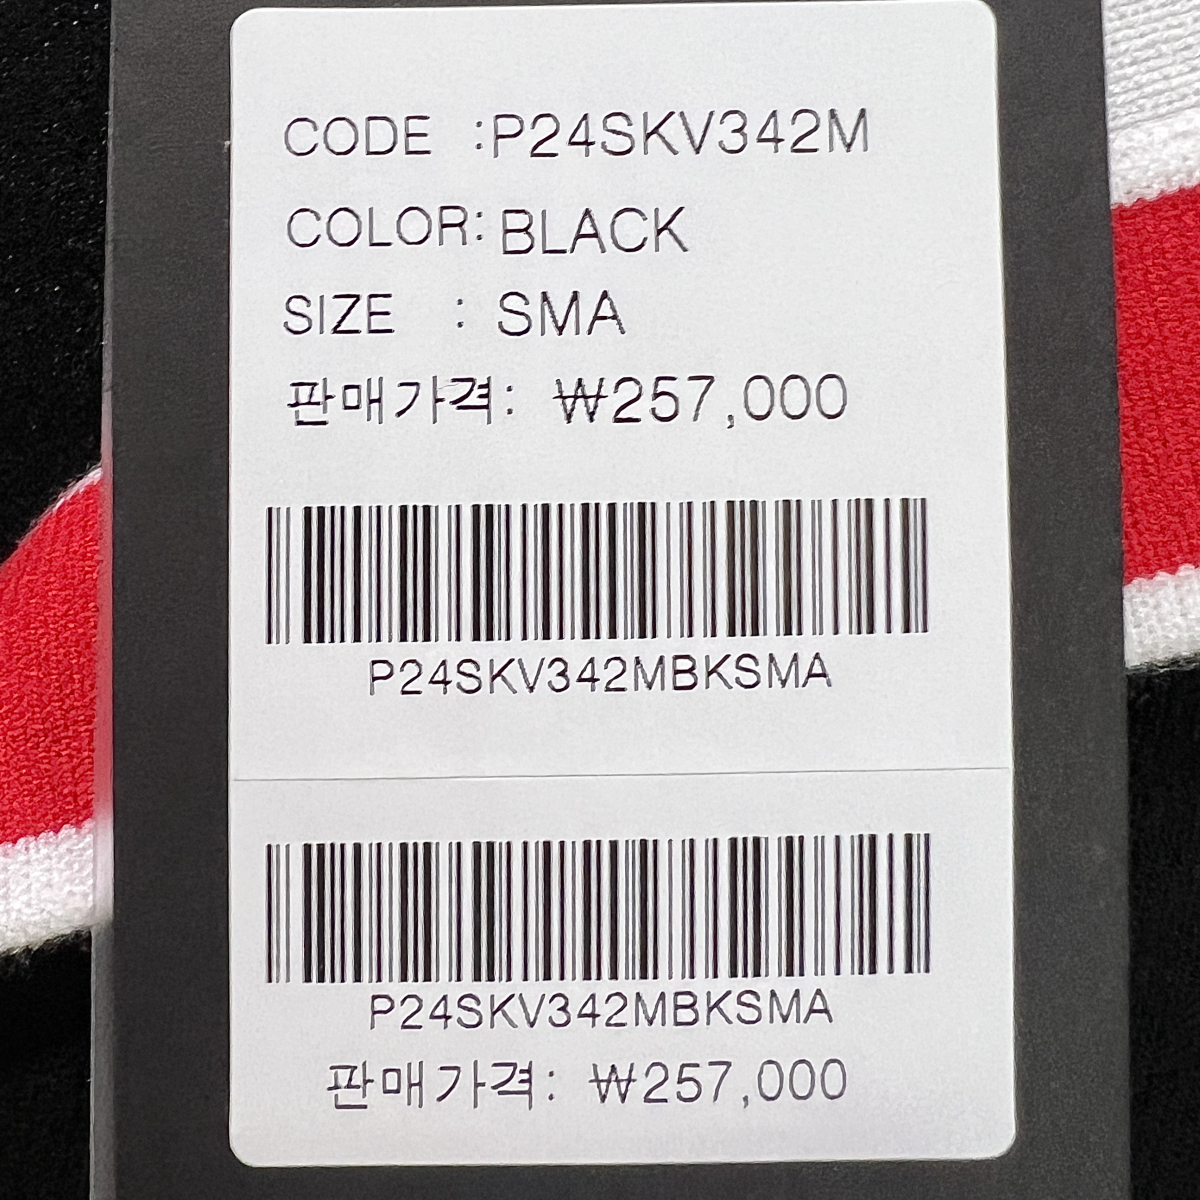 CODE :P24SKV342M
COLOR: BLACK
SIZE : SMA
판매가격: ₩257,000
P24SKV342MBKSMA
P24SKV342MBKSMA
판매가격: ₩257,000